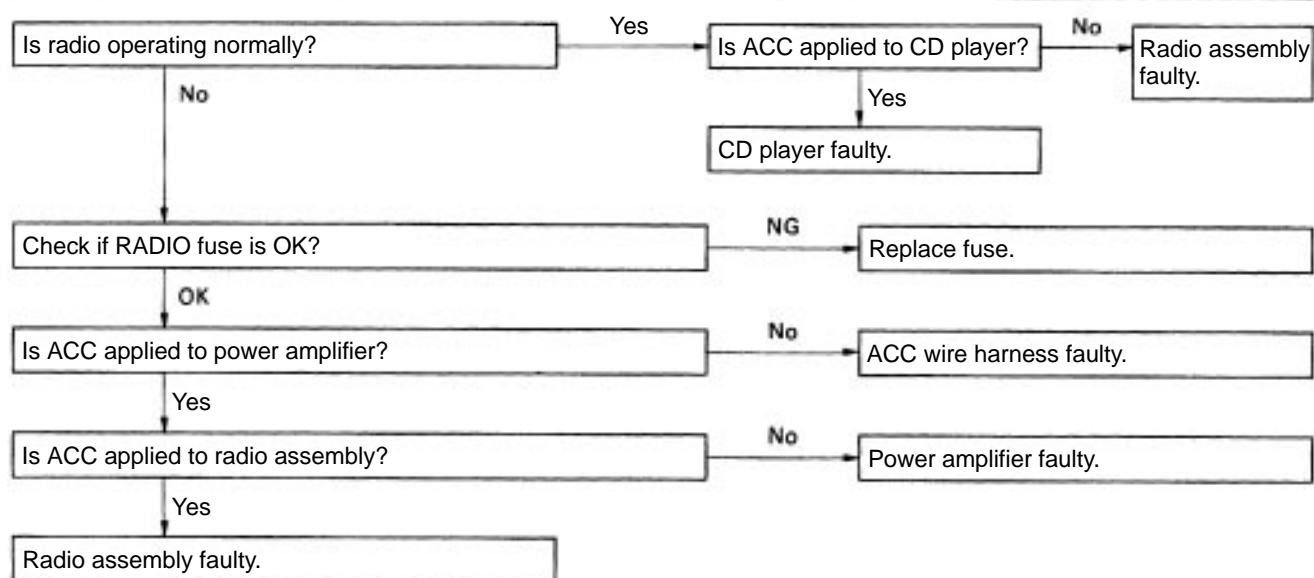 Is radio operating normally?
Yes
Is ACC applied to CD player?
No
Radio assembly
faulty.
No
Yes
CD player faulty.
Check if RADIO fuse is OK?
NG
Replace fuse.
OK
Is ACC applied to power amplifier?
No
ACC wire harness faulty.
Yes
Is ACC applied to radio assembly?
No
Power amplifier faulty.
Yes
Radio assembly faulty.